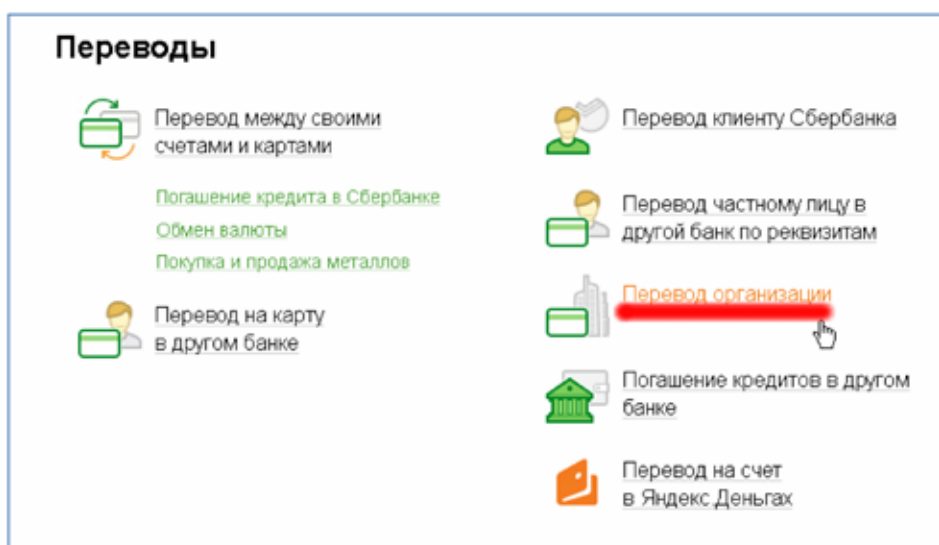 Переводы
Перевод между своими
счетами и картами
Погашение кредита в Сбербанке
Обмен валюты
Покупка и продажа металлов
Перевод на карту
в другом банке
Перевод клиенту Сбербанка
Перевод частному лицу в
другой банк по реквизитам
Перевод организации
Погашение кредитов в другом
банке
Перевод на счет
в Яндекс.Деньгах